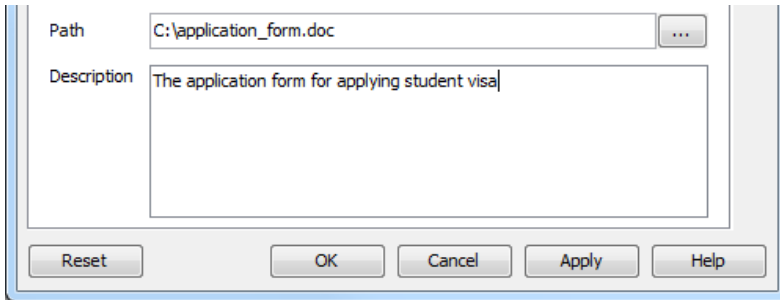 Path C:\application_form.doc ...
Description The application form for applying student visa
Reset OK Cancel Apply Help